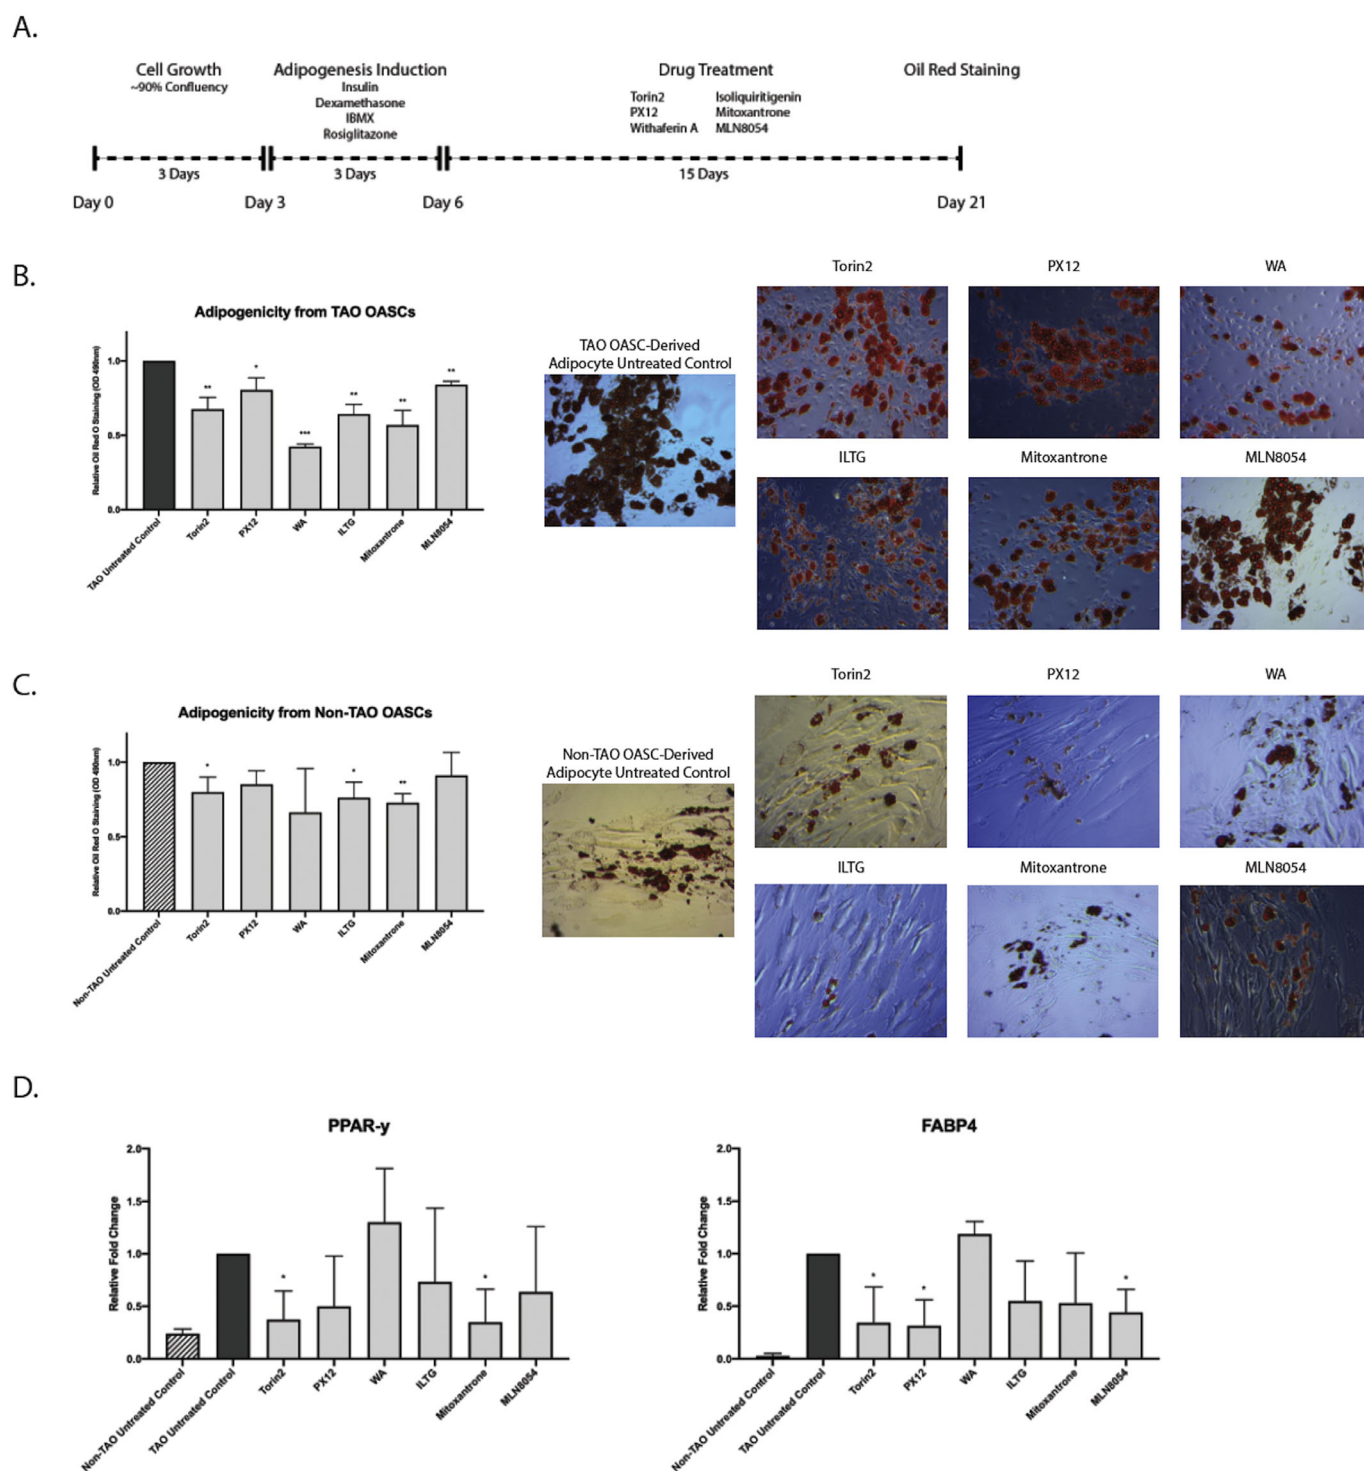 A.
Cell Growth
~90% Confluency
Adipogenesis Induction
Insulin
Dexamethasone
IBMX
Rosiglitazone
Drug Treatment
Torin2 Isoliquiritigenin
PX12 Mitoxantrone
Withaferin A MLN8054
Oil Red Staining
3 Days 3 Days 15 Days
Day 0 Day 3 Day 6 Day 21
B.
Adipogenicity from TAO OASCs
Relative Oil Red O Staining (OD 490nm)
1.0
0.5
0.0
** * *** ** ** **
TAO Untreated Control
Torin2
PX12
WA
ILTG
Mitoxantrone
MLN8054
TAO OASC-Derived
Adipocyte Untreated Control
Torin2 PX12 WA
ILTG Mitoxantrone MLN8054
C.
Adipogenicity from Non-TAO OASCs
Relative Oil Red O Staining (OD 490nm)
1.0
0.5
0.0
* * **
Non-TAO Untreated Control
Torin2
PX12
WA
ILTG
Mitoxantrone
MLN8054
Non-TAO OASC-Derived
Adipocyte Untreated Control
Torin2 PX12 WA
ILTG Mitoxantrone MLN8054
D.
PPAR-y
Relative Fold Change
2.0
1.5
1.0
0.5
0.0
* *
Non-TAO Untreated Control
TAO Untreated Control
Torin2
PX12
WA
ILTG
Mitoxantrone
MLN8054
FABP4
Relative Fold Change
2.0
1.5
1.0
0.5
0.0
* * *
Non-TAO Untreated Control
TAO Untreated Control
Torin2
PX12
WA
ILTG
Mitoxantrone
MLN8054